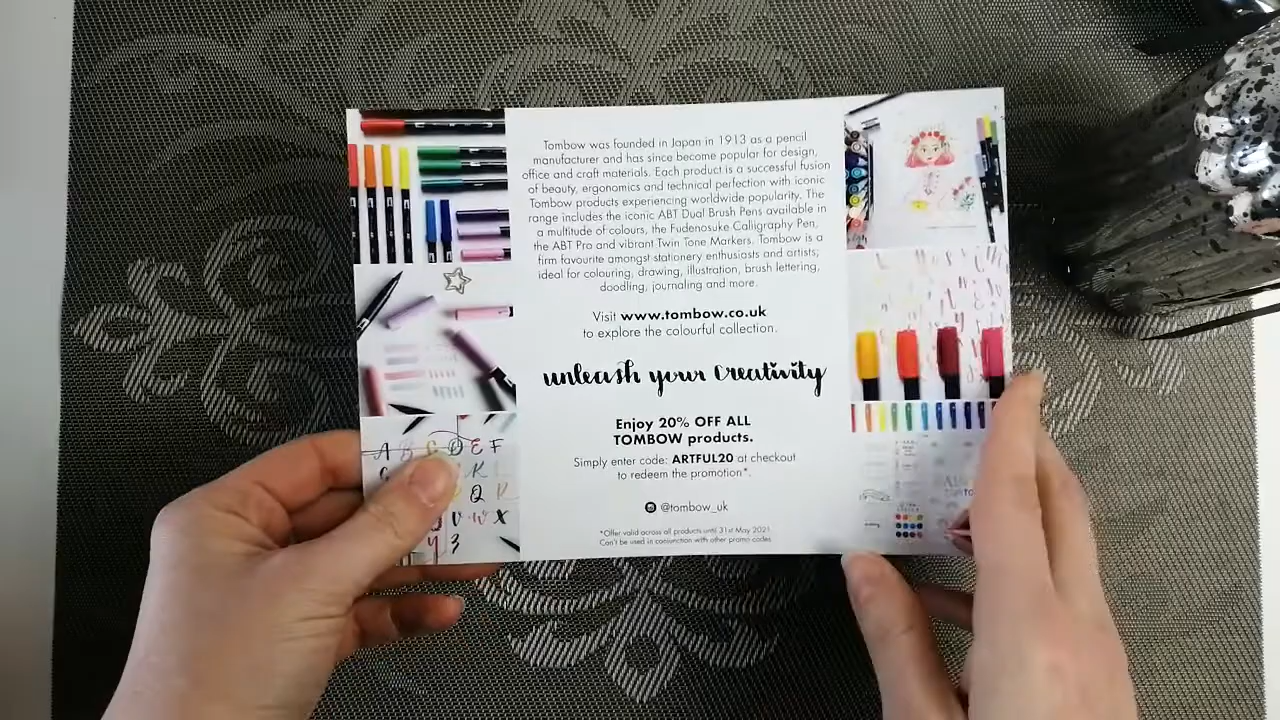 Tombow was founded in Japan in 1913 as a pencil
manufacturer and has since become popular for design,
office and craft materials. Each product is a successful fusion
of beauty, ergonomics and technical perfection with iconic
Tombow products experiencing worldwide popularity. The
range includes the iconic ABT Dual Brush Pens available in
a multitude of colours, the Fudenosuke Calligraphy Pen,
the ABT Pro and vibrant Twin Tone Markers. Tombow is a
firm favourite amongst stationery enthusiasts and artists;
ideal for colouring, drawing, illustration, brush lettering,
doodling, journaling and more.
Visit www.tombow.co.uk
to explore the colourful collection.
unleash your creativity
Enjoy 20% OFF ALL
TOMBOW products.
Simply enter code: ARTFUL20 at checkout
to redeem the promotion*.
@tombow_uk
*Offer valid across all products until 31st May 2021.
Can't be used in conjunction with other promo codes.
A B C D E F
K
Q R
V W X
Y 3